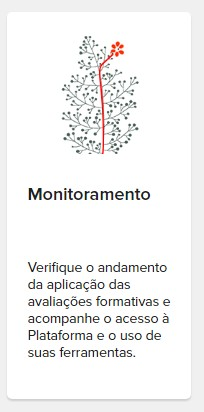 Monitoramento
Verifique o andamento
da aplicação das
avaliações formativas e
acompanhe o acesso à
Plataforma e o uso de
suas ferramentas.